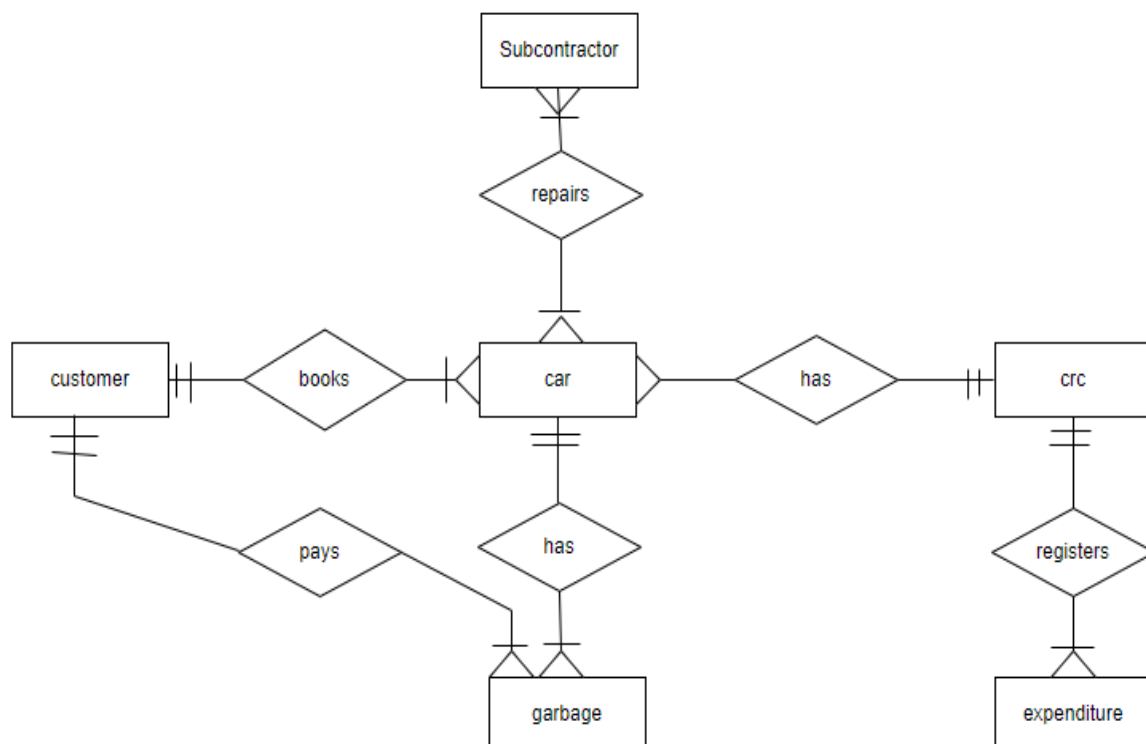 Subcontractor
repairs
customer
books
car
has
crc
pays
has
registers
garbage
expenditure